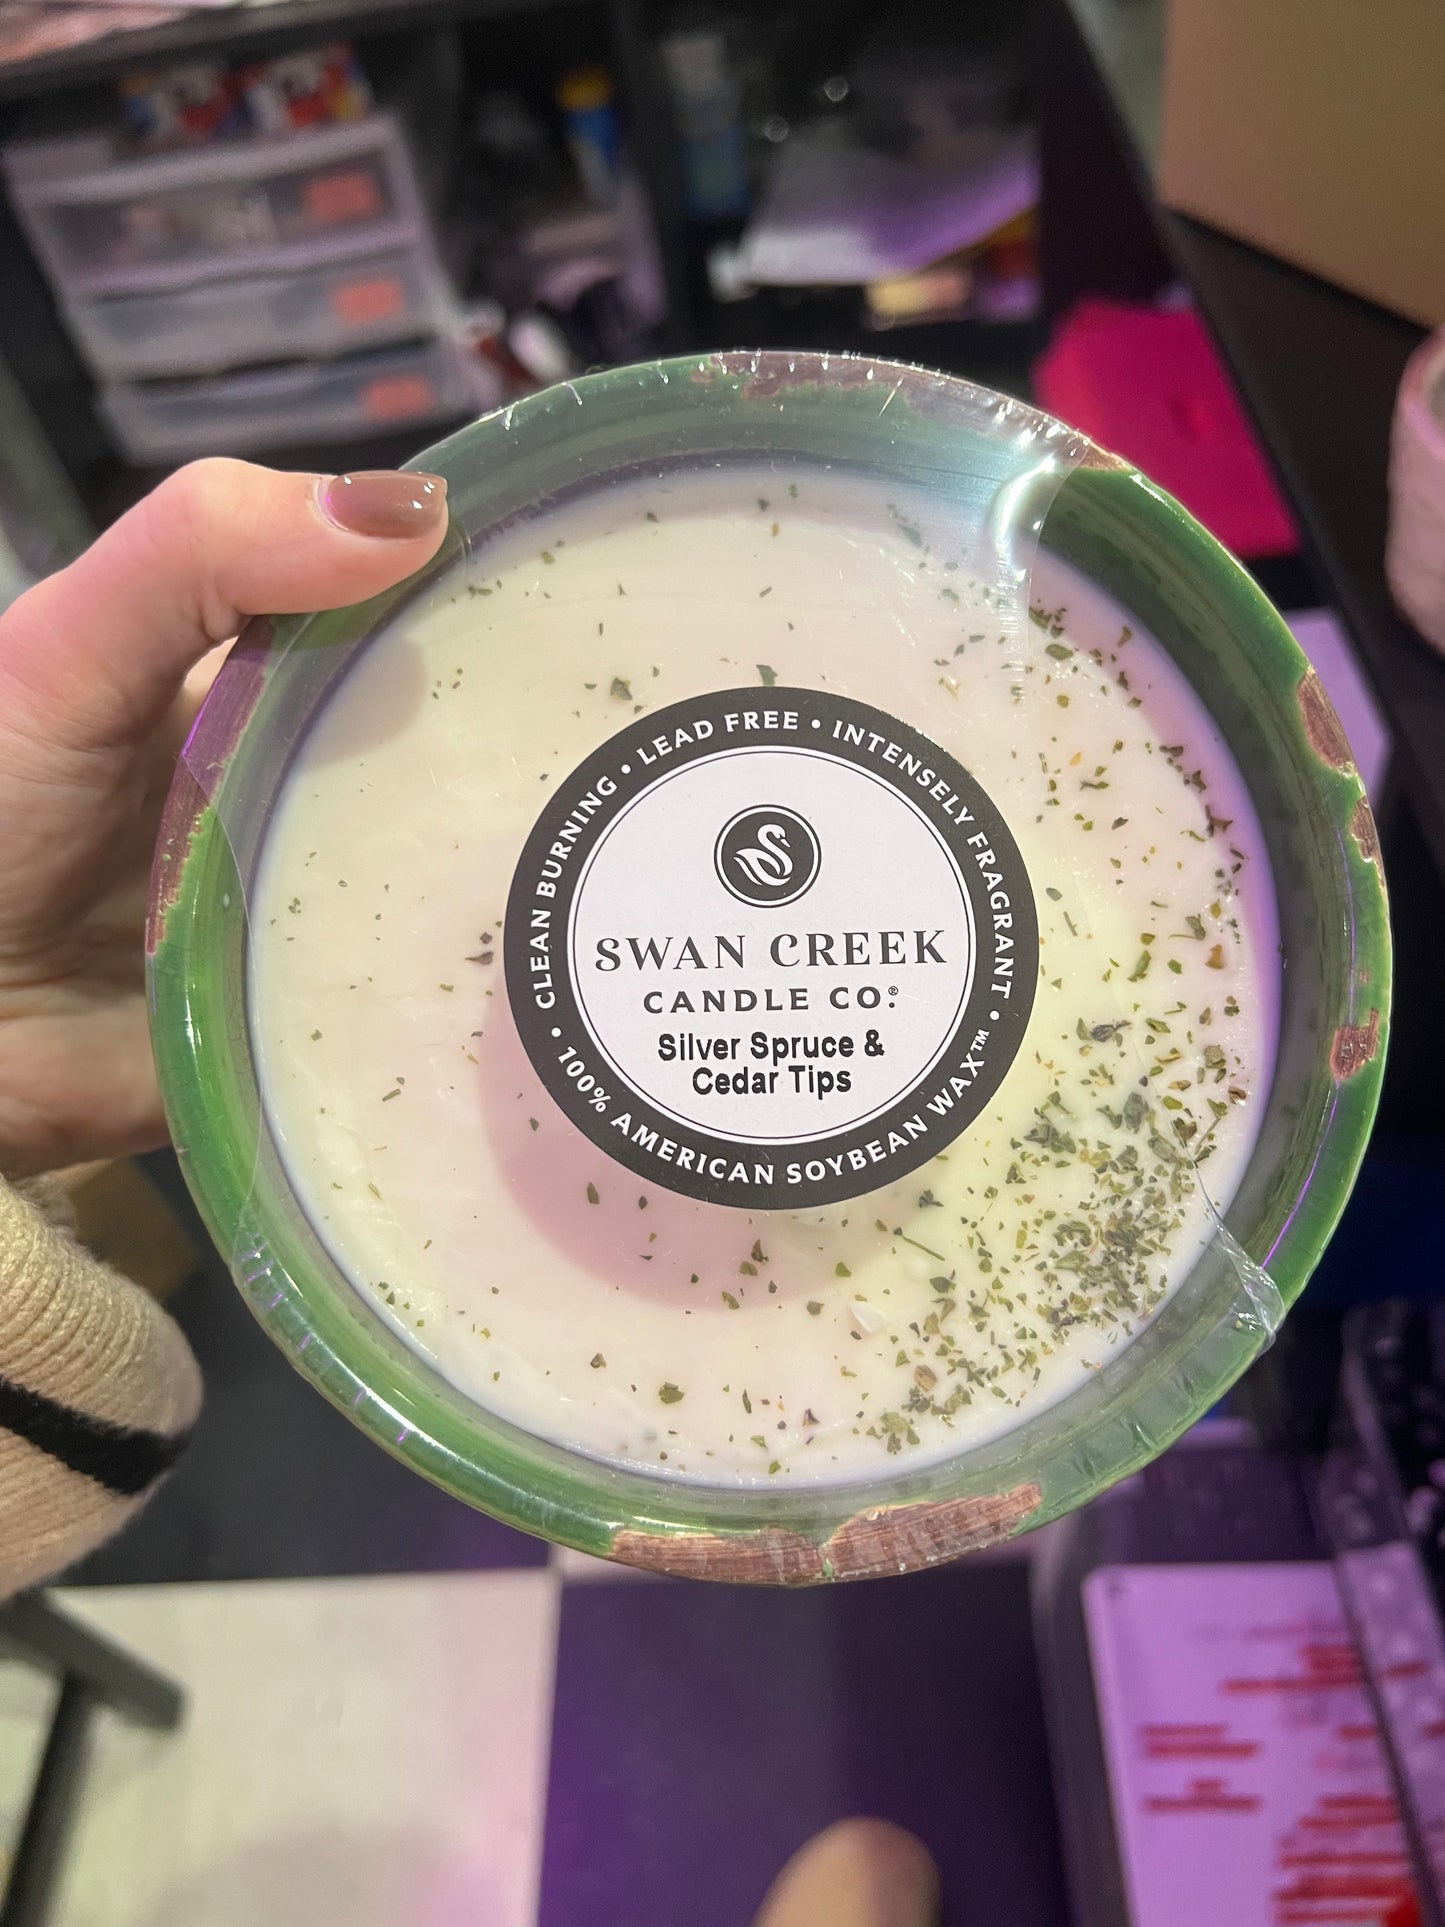 CLEAN BURNING • LEAD FREE • INTENSELY FRAGRANT •
SWAN CREEK
CANDLE CO.®
Silver Spruce &
Cedar Tips
• 100% AMERICAN SOYBEAN WAX™